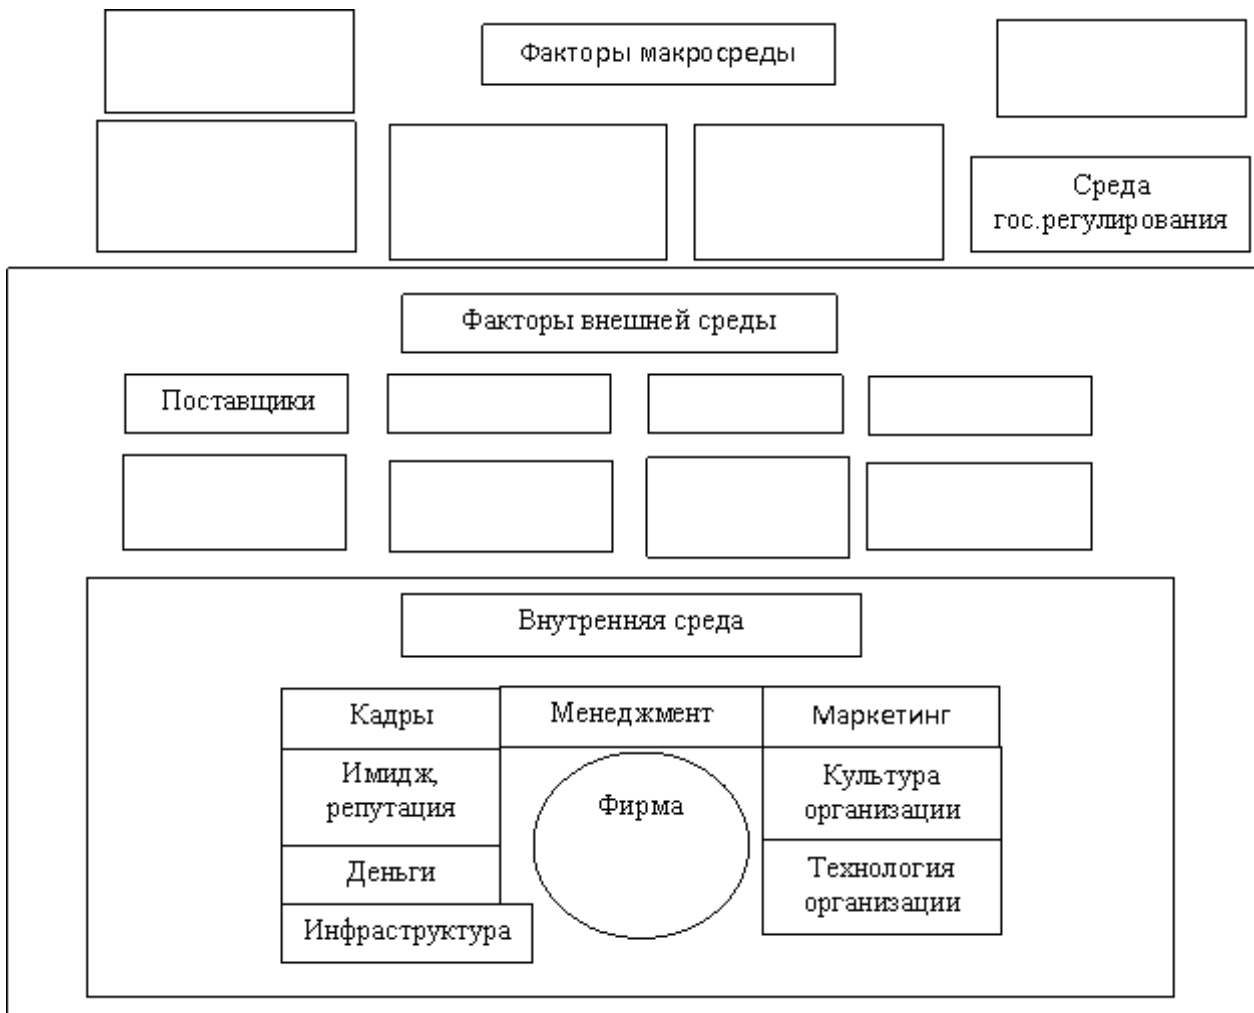 Факторы макросреды
Среда
гос.регулирования
Факторы внешней среды
Поставщики
Внутренняя среда
Кадры
Менеджмент
Маркетинг
Имидж,
репутация
Фирма
Культура
организации
Деньги
Технология
организации
Инфраструктура